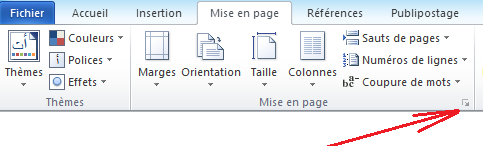 Fichier Accueil Insertion Mise en page Références Publipostage
Thèmes Couleurs Polices Effets
Marges Orientation Taille Colonnes
Sauts de pages
Numéros de lignes
Coupure de mots
Thèmes Mise en page